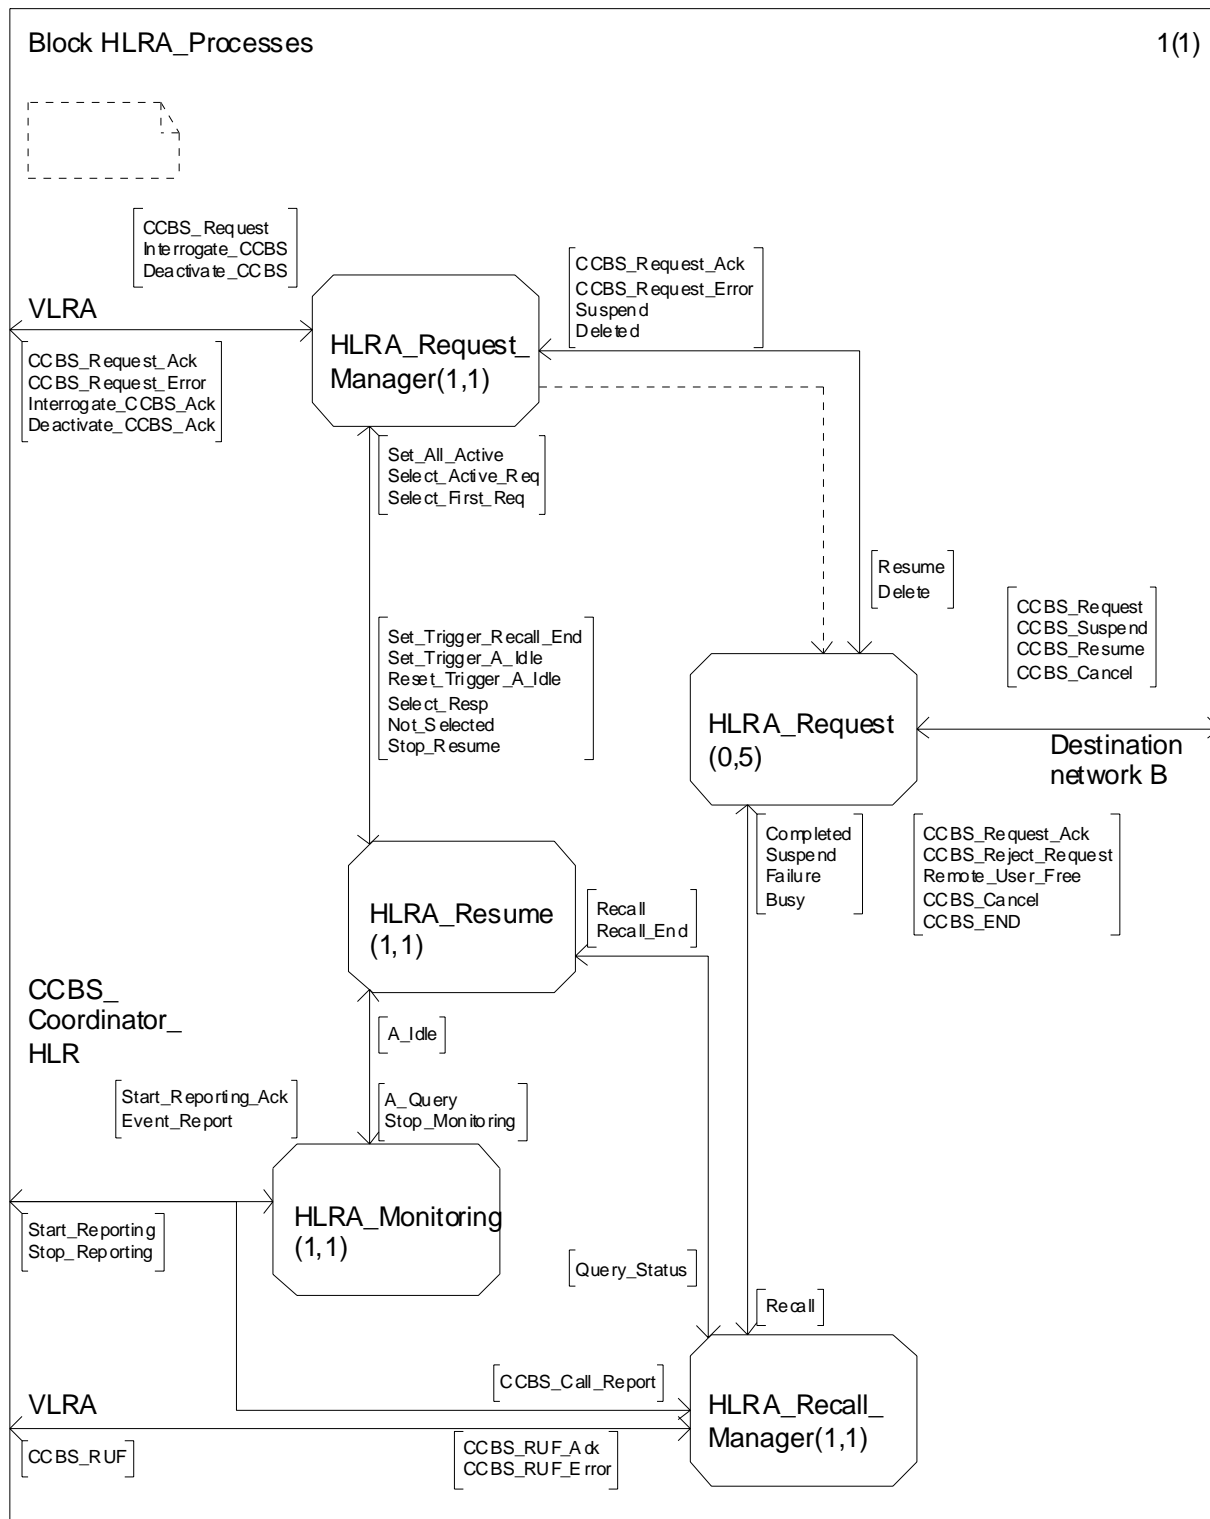 Block HLRA_Processes
1(1)
CCBS_Request
Interrogate_CCBS
Deactivate_CCBS
CCBS_Request_Ack
CCBS_Request_Error
Suspend
Deleted
VLRA
HLRA_Request_
Manager(1,1)
CCBS_Request_Ack
CCBS_Request_Error
Interrogate_CCBS_Ack
Deactivate_CCBS_Ack
Set_All_Active
Select_Active_Req
Select_First_Req
Resume
Delete
CCBS_Request
CCBS_Suspend
CCBS_Resume
CCBS_Cancel
Set_Trigger_Recall_End
Set_Trigger_A_Idle
Reset_Trigger_A_Idle
Select_Resp
Not_Selected
Stop_Resume
HLRA_Request
(0,5)
Destination
network B
Completed
Suspend
Failure
Busy
CCBS_Request_Ack
CCBS_Reject_Request
Remote_User_Free
CCBS_Cancel
CCBS_END
HLRA_Resume
(1,1)
Recall
Recall_End
CCBS_
Coordinator_
HLR
A_Idle
Start_Reporting_Ack
Event_Report
A_Query
Stop_Monitoring
HLRA_Monitoring
(1,1)
Start_Reporting
Stop_Reporting
Query_Status
Recall
CCBS_Call_Report
VLRA
HLRA_Recall_
Manager(1,1)
CCBS_RUF
CCBS_RUF_Ack
CCBS_RUF_Error